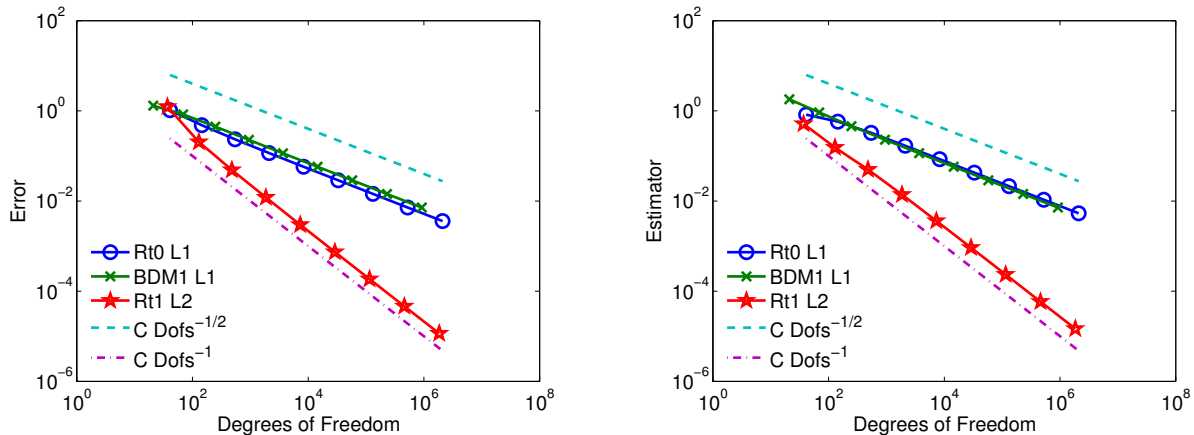 10^2
10^0
10^-2
10^-4
10^-6
Error
Rt0 L1
BDM1 L1
Rt1 L2
C Dofs^-1/2
C Dofs^-1
10^0
10^2
10^4
10^6
10^8
Degrees of Freedom
10^2
10^0
10^-2
10^-4
10^-6
Estimator
Rt0 L1
BDM1 L1
Rt1 L2
C Dofs^-1/2
C Dofs^-1
10^0
10^2
10^4
10^6
10^8
Degrees of Freedom